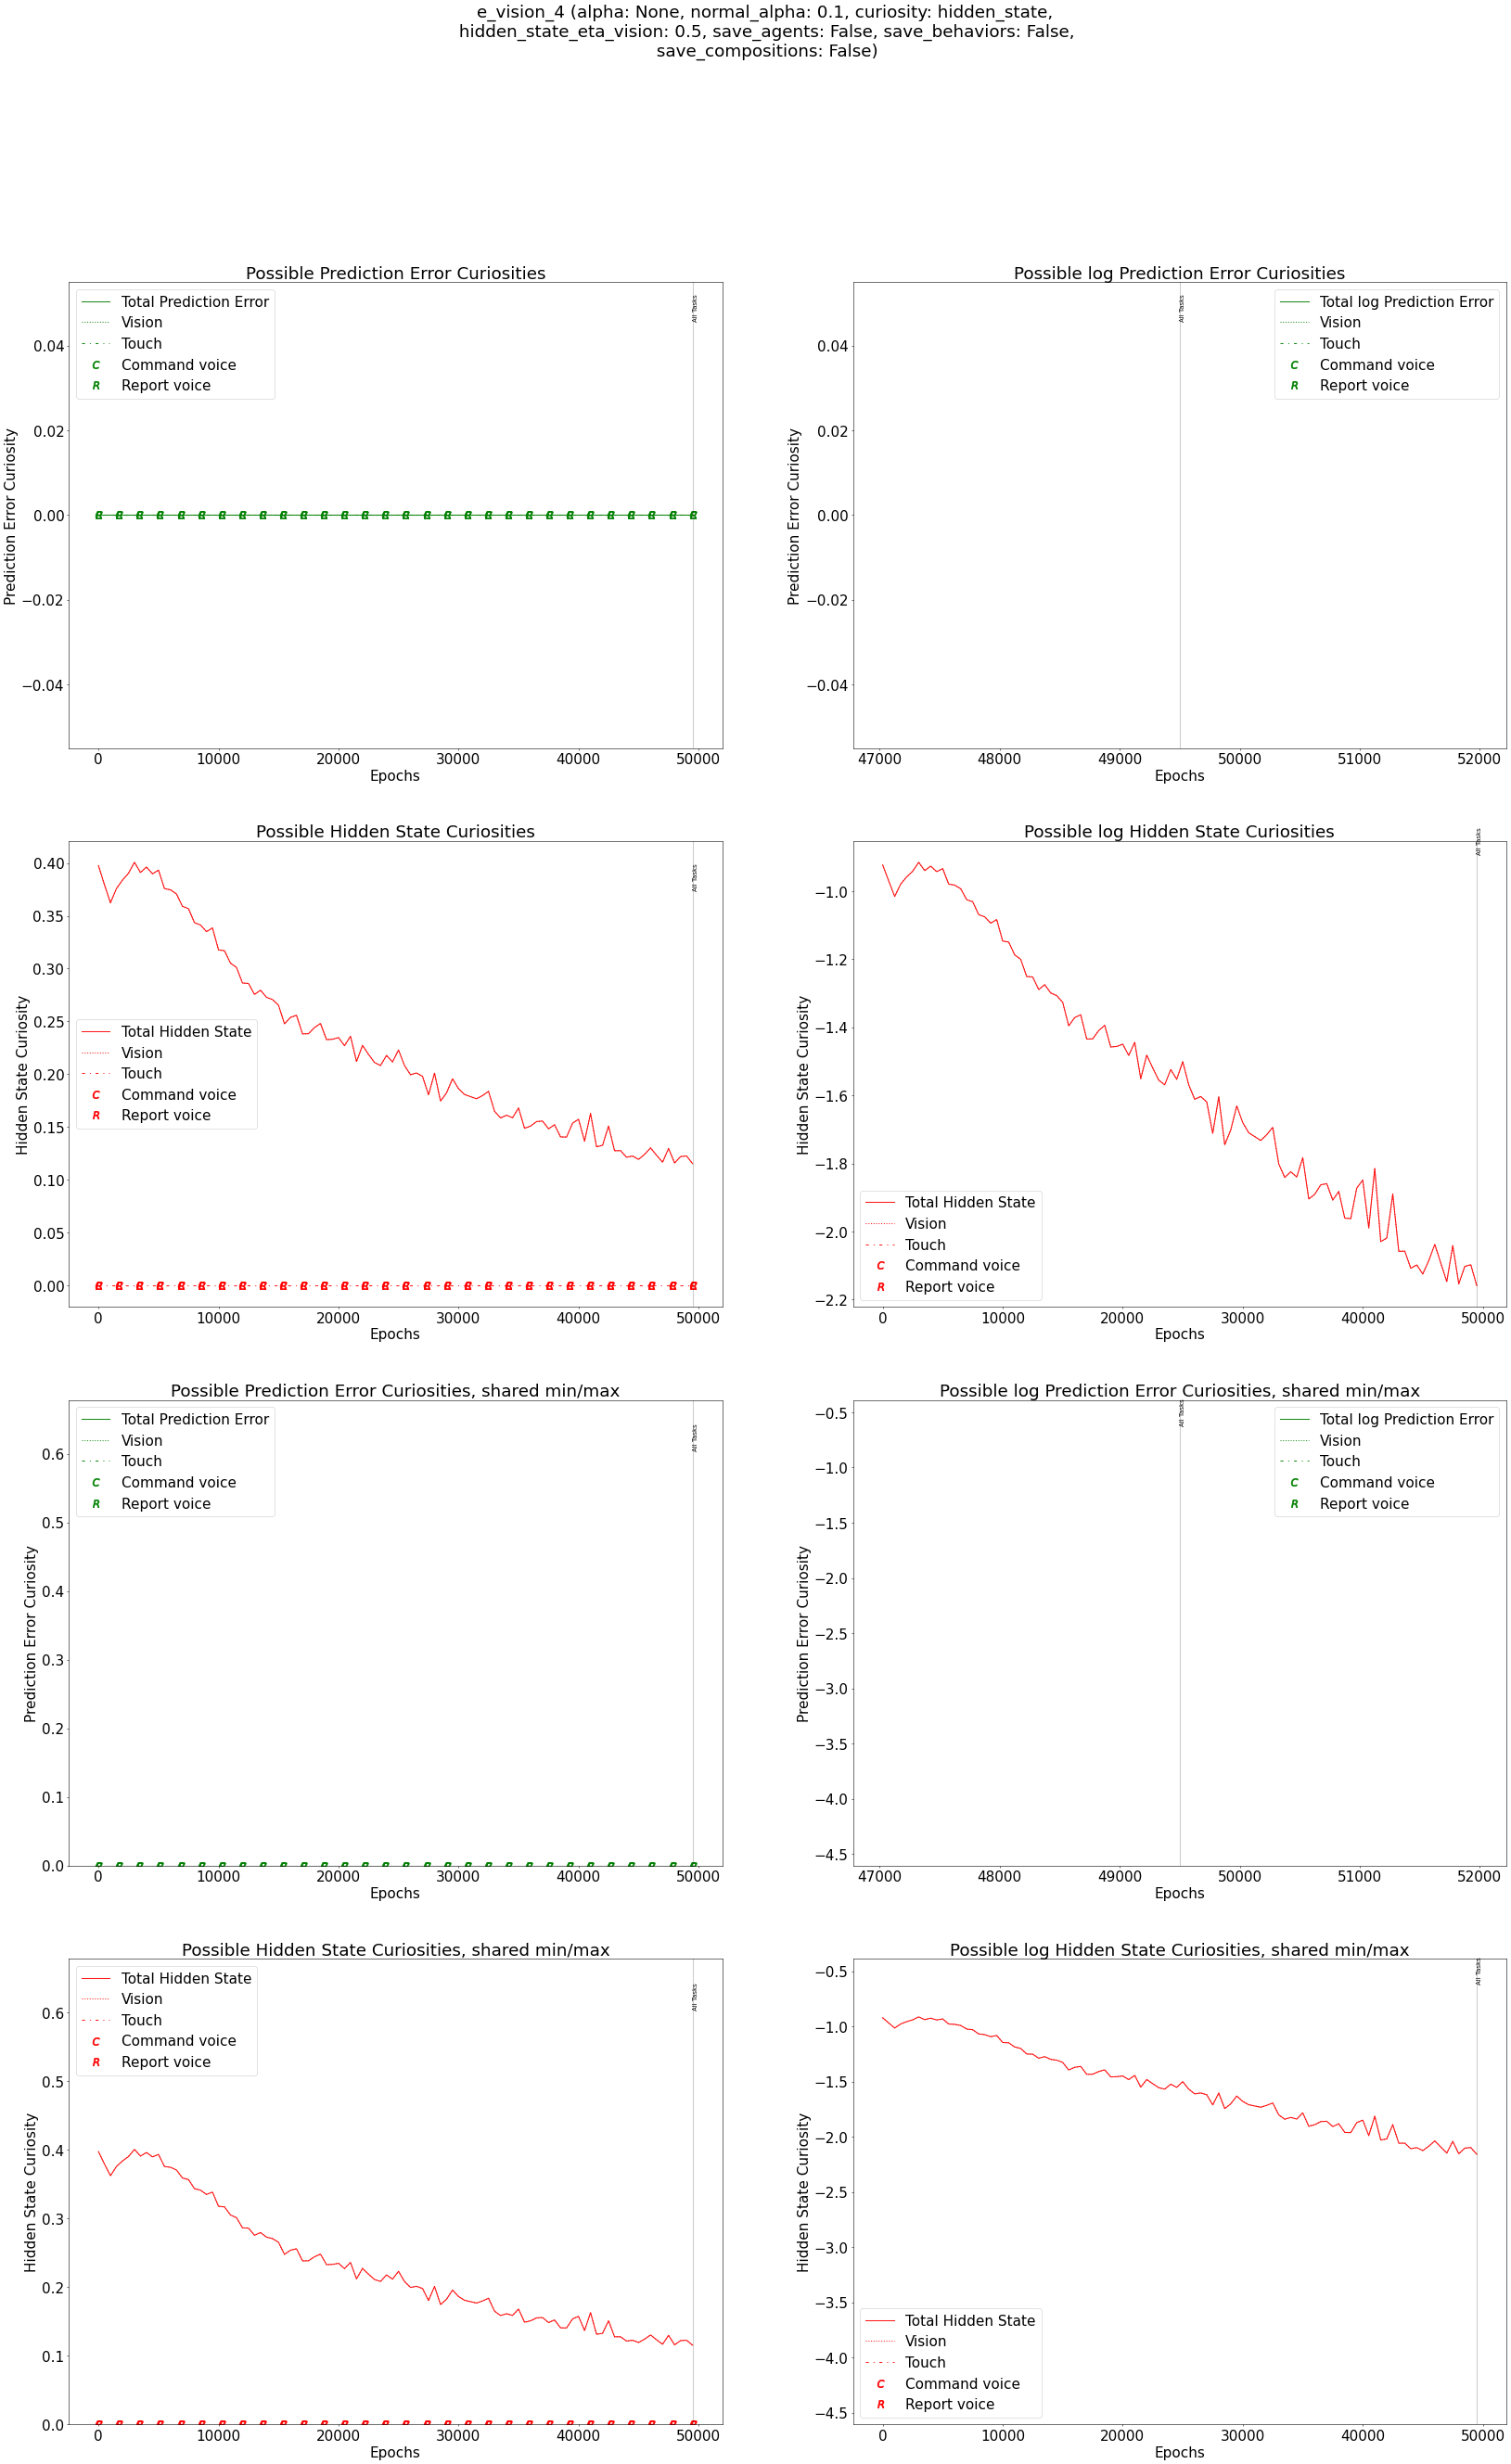 e_vision_4 (alpha: None, normal_alpha: 0.1, curiosity: hidden_state,
hidden_state_eta_vision: 0.5, save_agents: False, save_behaviors: False,
save_compositions: False)
Possible Prediction Error Curiosities
Total Prediction Error
Vision
Touch
C Command voice
R Report voice
All Tasks
0.04
0.02
0.00
−0.02
−0.04
Prediction Error Curiosity
0 10000 20000 30000 40000 50000
Epochs
Possible log Prediction Error Curiosities
All Tasks
Total log Prediction Error
Vision
Touch
C Command voice
R Report voice
0.04
0.02
0.00
−0.02
−0.04
Prediction Error Curiosity
47000 48000 49000 50000 51000 52000
Epochs
Possible Hidden State Curiosities
All Tasks
0.40
0.35
0.30
0.25
0.20
0.15
0.10
0.05
0.00
Hidden State Curiosity
Total Hidden State
Vision
Touch
C Command voice
R Report voice
0 10000 20000 30000 40000 50000
Epochs
Possible log Hidden State Curiosities
All Tasks
−1.0
−1.2
−1.4
−1.6
−1.8
−2.0
−2.2
Hidden State Curiosity
Total Hidden State
Vision
Touch
C Command voice
R Report voice
0 10000 20000 30000 40000 50000
Epochs
Possible Prediction Error Curiosities, shared min/max
Total Prediction Error
Vision
Touch
C Command voice
R Report voice
All Tasks
0.6
0.5
0.4
0.3
0.2
0.1
0.0
Prediction Error Curiosity
0 10000 20000 30000 40000 50000
Epochs
Possible log Prediction Error Curiosities, shared min/max
All Tasks
Total log Prediction Error
Vision
Touch
C Command voice
R Report voice
−0.5
−1.0
−1.5
−2.0
−2.5
−3.0
−3.5
−4.0
−4.5
Prediction Error Curiosity
47000 48000 49000 50000 51000 52000
Epochs
Possible Hidden State Curiosities, shared min/max
Total Hidden State
Vision
Touch
C Command voice
R Report voice
All Tasks
0.6
0.5
0.4
0.3
0.2
0.1
0.0
Hidden State Curiosity
0 10000 20000 30000 40000 50000
Epochs
Possible log Hidden State Curiosities, shared min/max
All Tasks
−0.5
−1.0
−1.5
−2.0
−2.5
−3.0
−3.5
−4.0
−4.5
Hidden State Curiosity
Total Hidden State
Vision
Touch
C Command voice
R Report voice
0 10000 20000 30000 40000 50000
Epochs